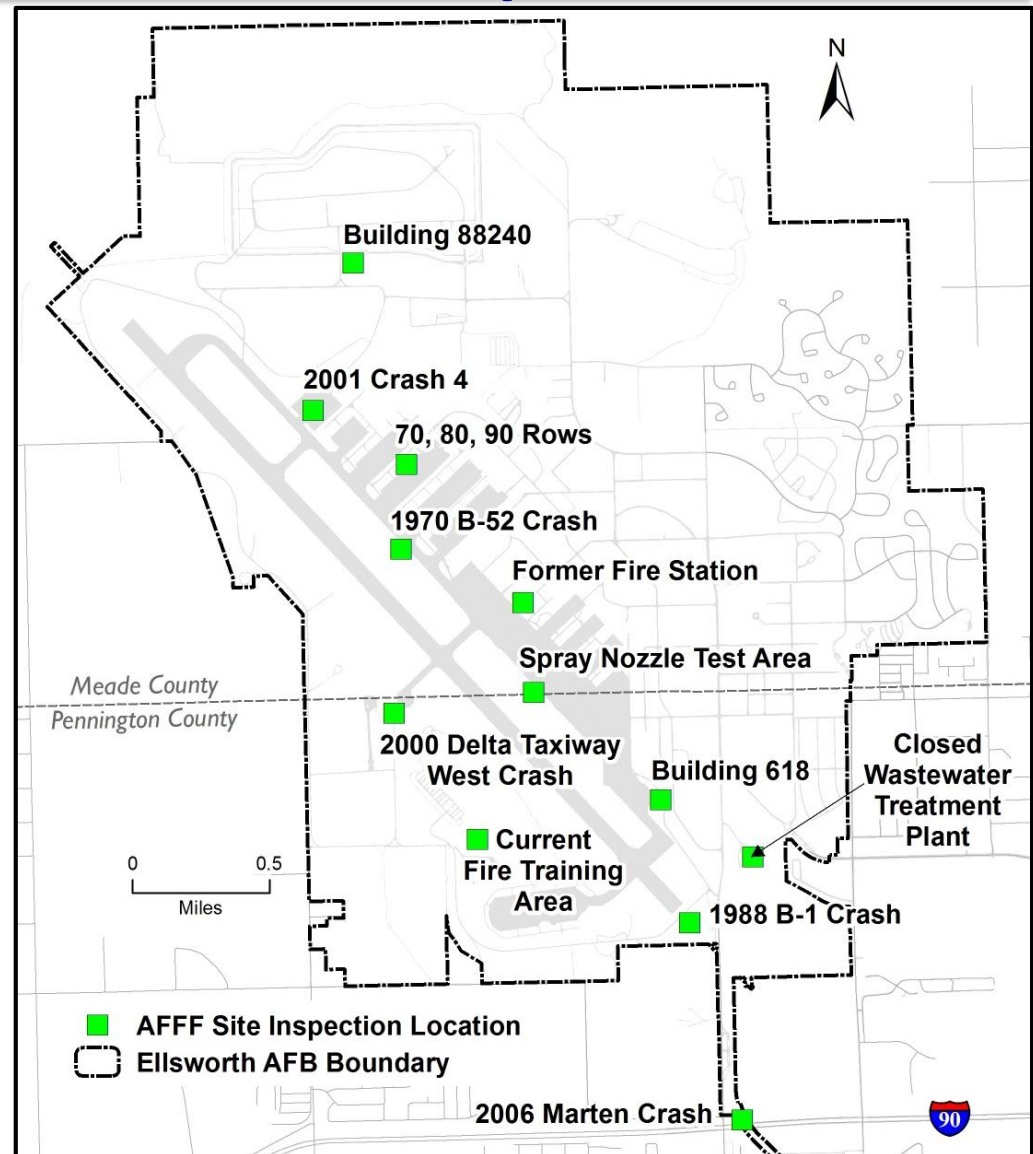 N
Building 88240
2001 Crash 4
70, 80, 90 Rows
1970 B-52 Crash
Former Fire Station
Spray Nozzle Test Area
Meade County
Pennington County
2000 Delta Taxiway
West Crash
Building 618
Closed
Wastewater
Treatment
Plant
Current
Fire Training
Area
0 0.5
Miles
1988 B-1 Crash
AFFF Site Inspection Location
Ellsworth AFB Boundary
2006 Marten Crash
90